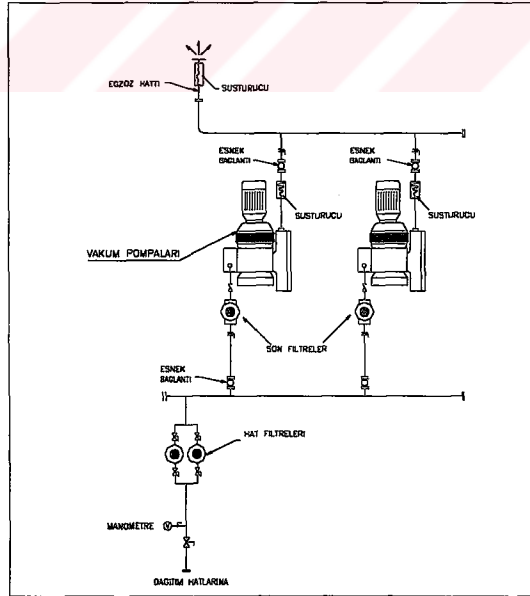 EGZOZ HATTI
SUSTURUCU
ESNEK
BAGLANTI
ESNEK
BAGLANTI
SUSTURUCU
SUSTURUCU
VAKUM POMPALARI
SON FILTRELER
ESNEK
BAGLANTI
HAT FILTRELERI
MANOMETRE
V
DAGITIM HATLARINA